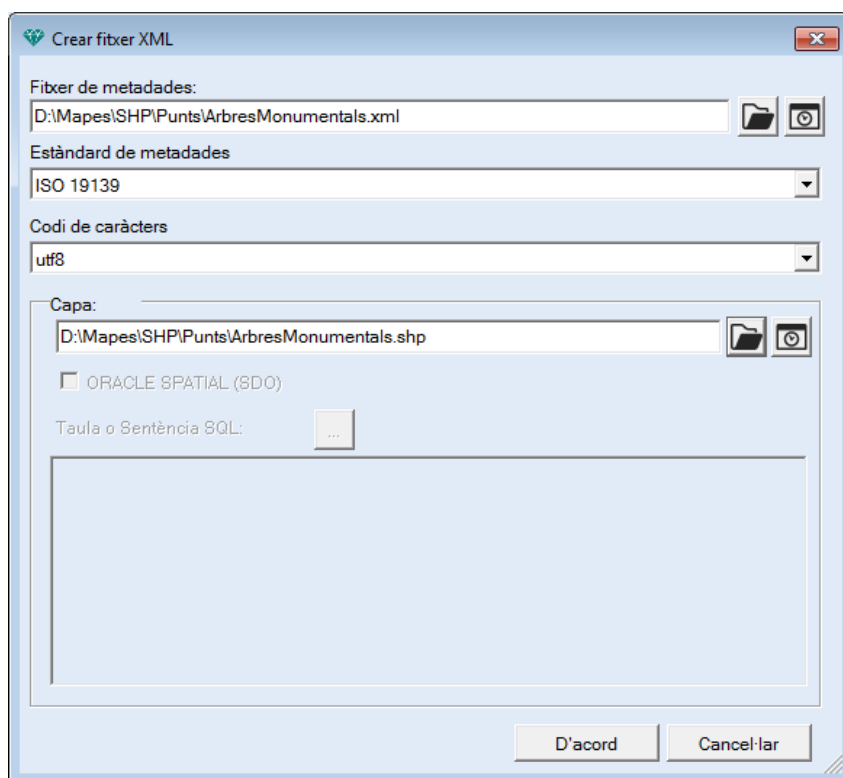 Crear fitxer XML
Fitxer de metadades:
D:\Mapes\SHP\Punts\ArbresMonumentals.xml
Estàndard de metadades
ISO 19139
Codi de caràcters
utf8
Capa:
D:\Mapes\SHP\Punts\ArbresMonumentals.shp
ORACLE SPATIAL (SDO)
Taula o Sentència SQL:
...
D'acord
Cancel·lar